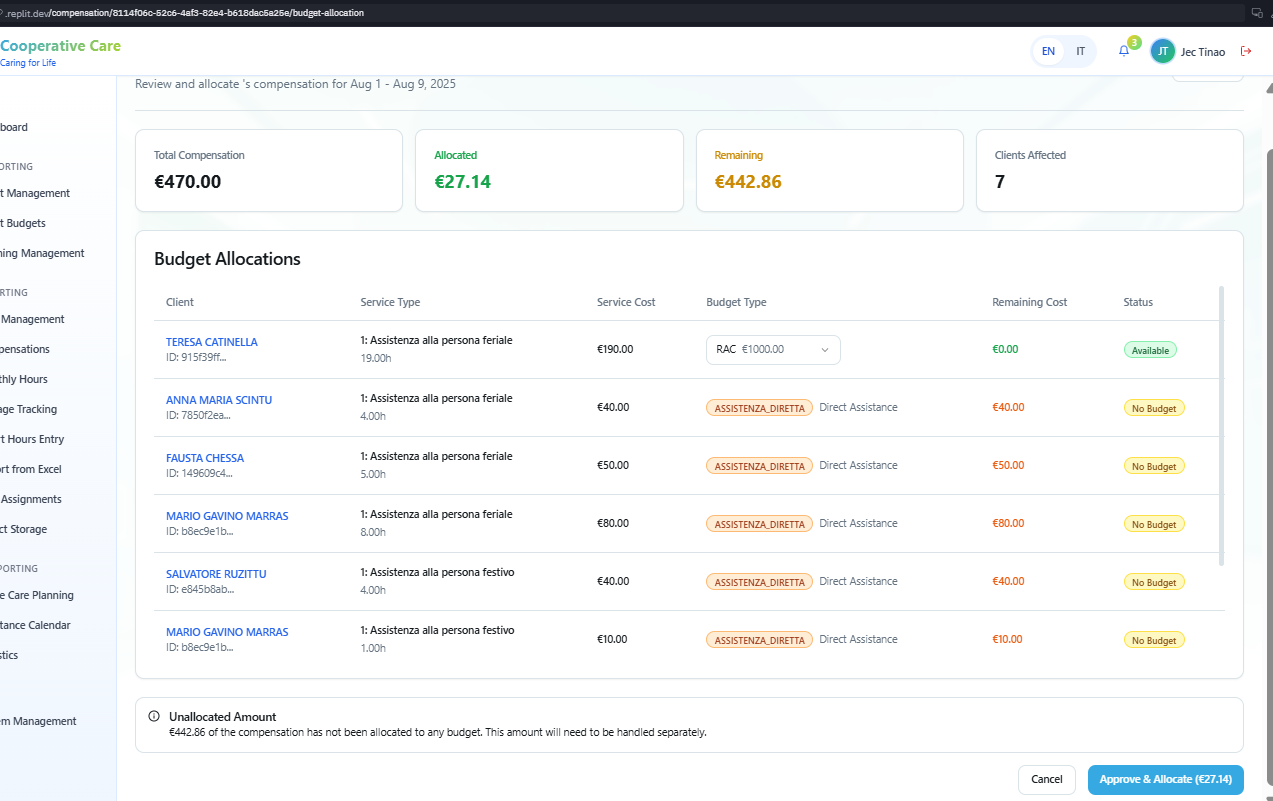 .replit.dev/compensation/8114f06c-52c6-4af3-82e4-b618dac5a25e/budget-allocation
Cooperative Care
Caring for Life
EN IT 3 JT Jec Tinao
Review and allocate 's compensation for Aug 1 - Aug 9, 2025
board
ORTING
t Management
t Budgets
ning Management
RTING
Management
pensations
thly Hours
age Tracking
rt Hours Entry
ort from Excel
Assignments
ct Storage
PORTING
e Care Planning
tance Calendar
stics
em Management
Total Compensation
€470.00
Allocated
€27.14
Remaining
€442.86
Clients Affected
7
Budget Allocations
Client Service Type Service Cost Budget Type Remaining Cost Status
TERESA CATINELLA 1: Assistenza alla persona feriale €190.00 RAC €1000.00 €0.00 Available
ID: 915f39ff... 19.00h
ANNA MARIA SCINTU 1: Assistenza alla persona feriale €40.00 ASSISTENZA_DIRETTA Direct Assistance €40.00 No Budget
ID: 7850f2ea... 4.00h
FAUSTA CHESSA 1: Assistenza alla persona feriale €50.00 ASSISTENZA_DIRETTA Direct Assistance €50.00 No Budget
ID: 149609c4... 5.00h
MARIO GAVINO MARRAS 1: Assistenza alla persona feriale €80.00 ASSISTENZA_DIRETTA Direct Assistance €80.00 No Budget
ID: b8ec9e1b... 8.00h
SALVATORE RUZITTU 1: Assistenza alla persona festivo €40.00 ASSISTENZA_DIRETTA Direct Assistance €40.00 No Budget
ID: e845b8ab... 4.00h
MARIO GAVINO MARRAS 1: Assistenza alla persona festivo €10.00 ASSISTENZA_DIRETTA Direct Assistance €10.00 No Budget
ID: b8ec9e1b... 1.00h
Unallocated Amount
€442.86 of the compensation has not been allocated to any budget. This amount will need to be handled separately.
Cancel Approve & Allocate (€27.14)